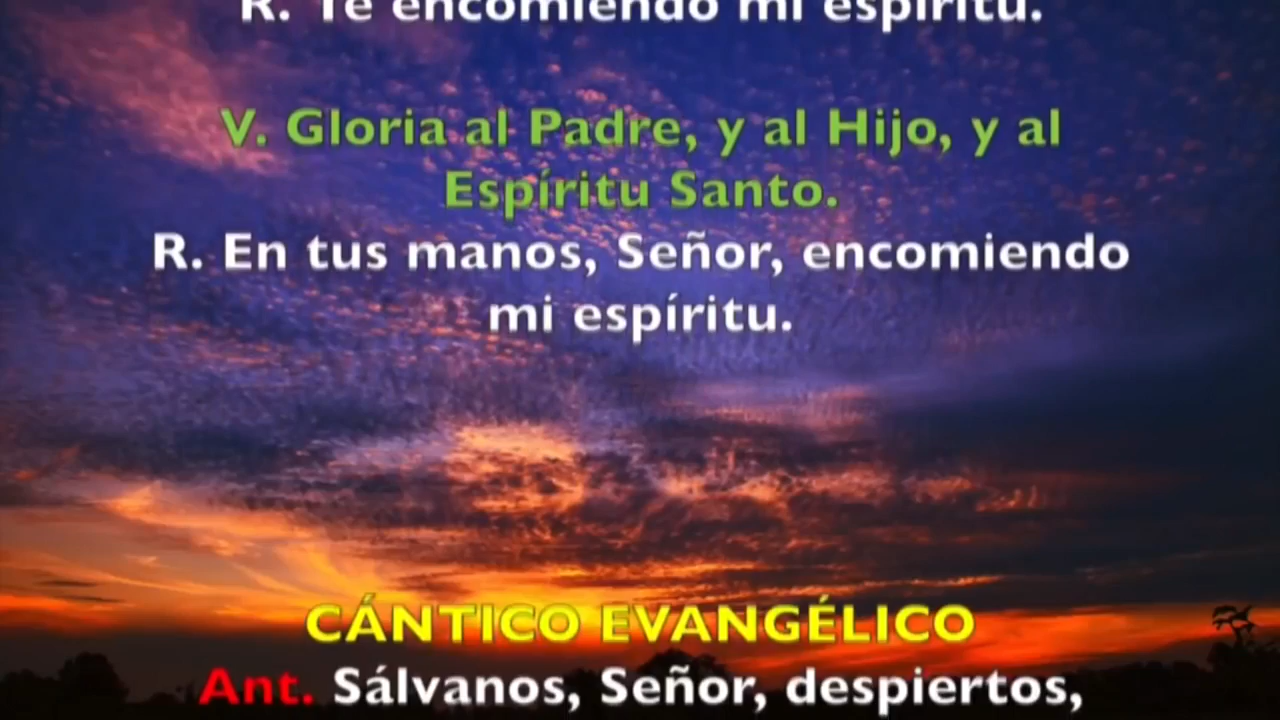 R. Te encomiendo mi espíritu.
V. Gloria al Padre, y al Hijo, y al
Espíritu Santo.
R. En tus manos, Señor, encomiendo
mi espíritu.
CÁNTICO EVANGÉLICO
Ant. Sálvanos, Señor, despiertos,